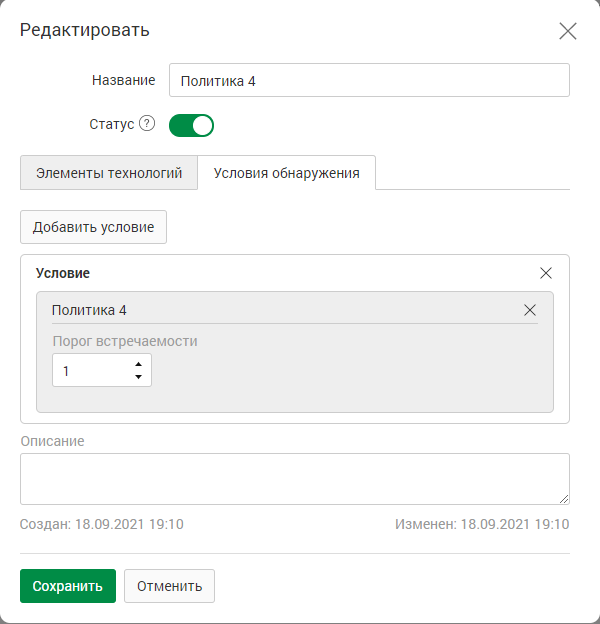 Редактировать
Название Политика 4
Статус ?
Элементы технологий Условия обнаружения
Добавить условие
Условие
Политика 4
Порог встречаемости
1
Описание
Создан: 18.09.2021 19:10 Изменен: 18.09.2021 19:10
Сохранить Отменить